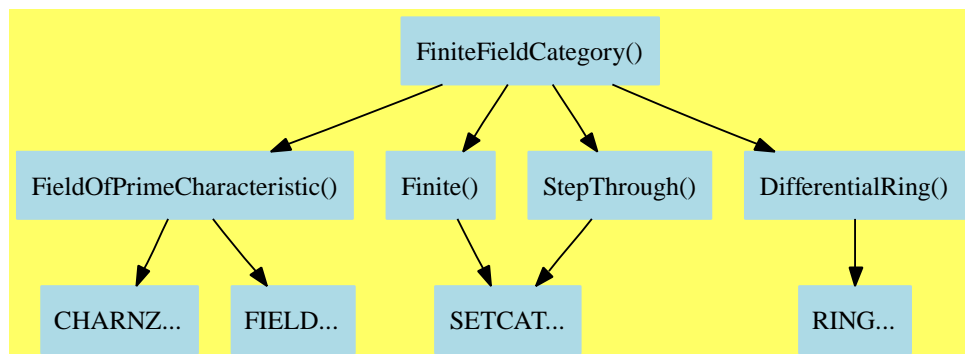 FiniteFieldCategory()
FieldOfPrimeCharacteristic()
Finite()
StepThrough()
DifferentialRing()
CHARNZ...
FIELD...
SETCAT...
RING...